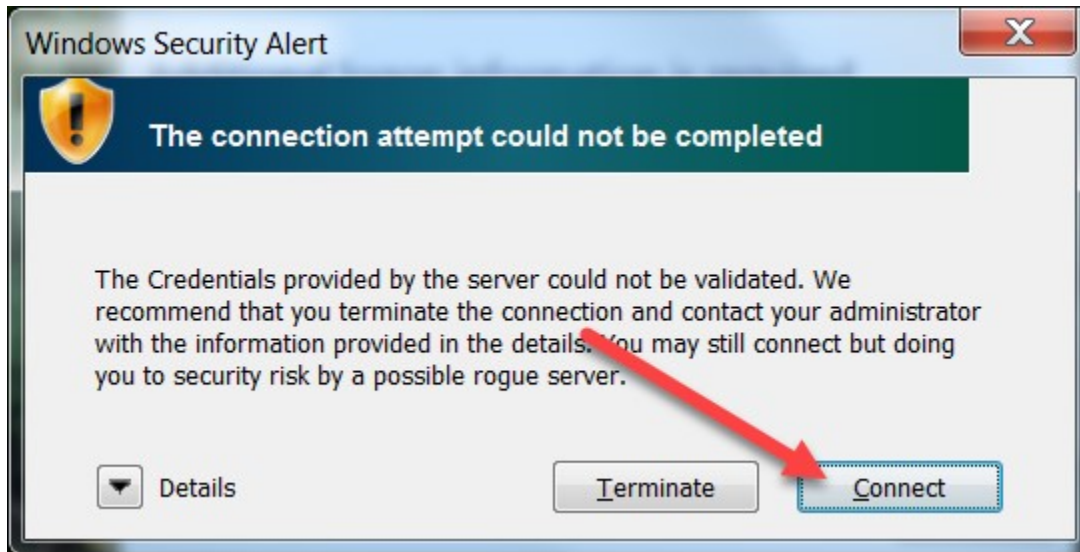 Windows Security Alert
The connection attempt could not be completed
The Credentials provided by the server could not be validated. We
recommend that you terminate the connection and contact your administrator
with the information provided in the details. You may still connect but doing
you to security risk by a possible rogue server.
Details
Terminate
Connect